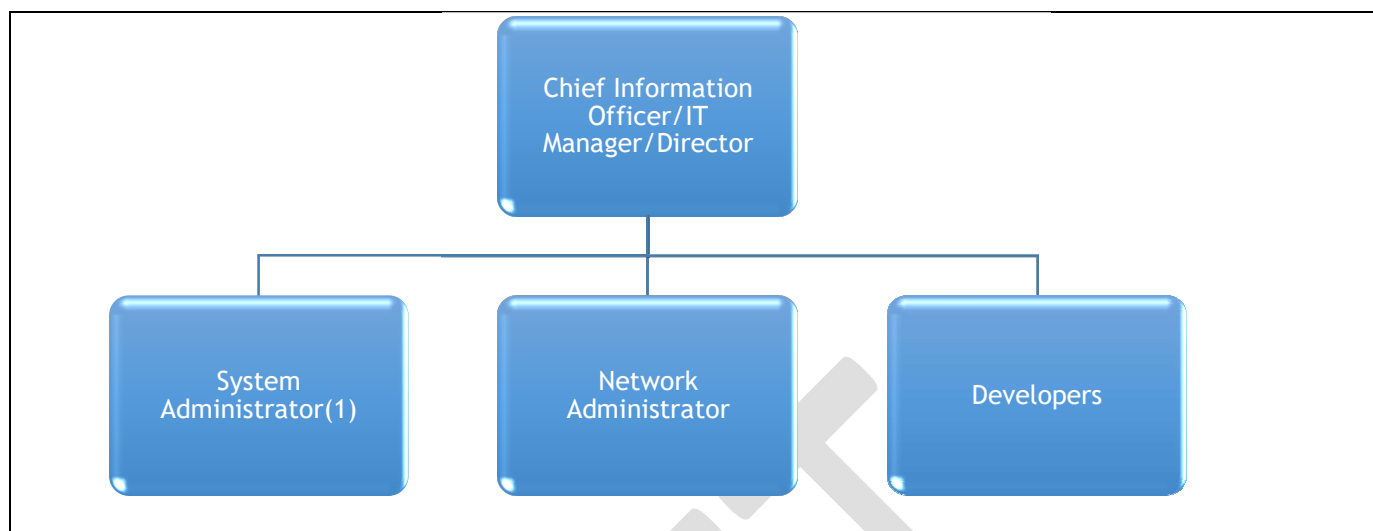 Chief Information
Officer/IT
Manager/Director
System
Administrator(1)
Network
Administrator
Developers